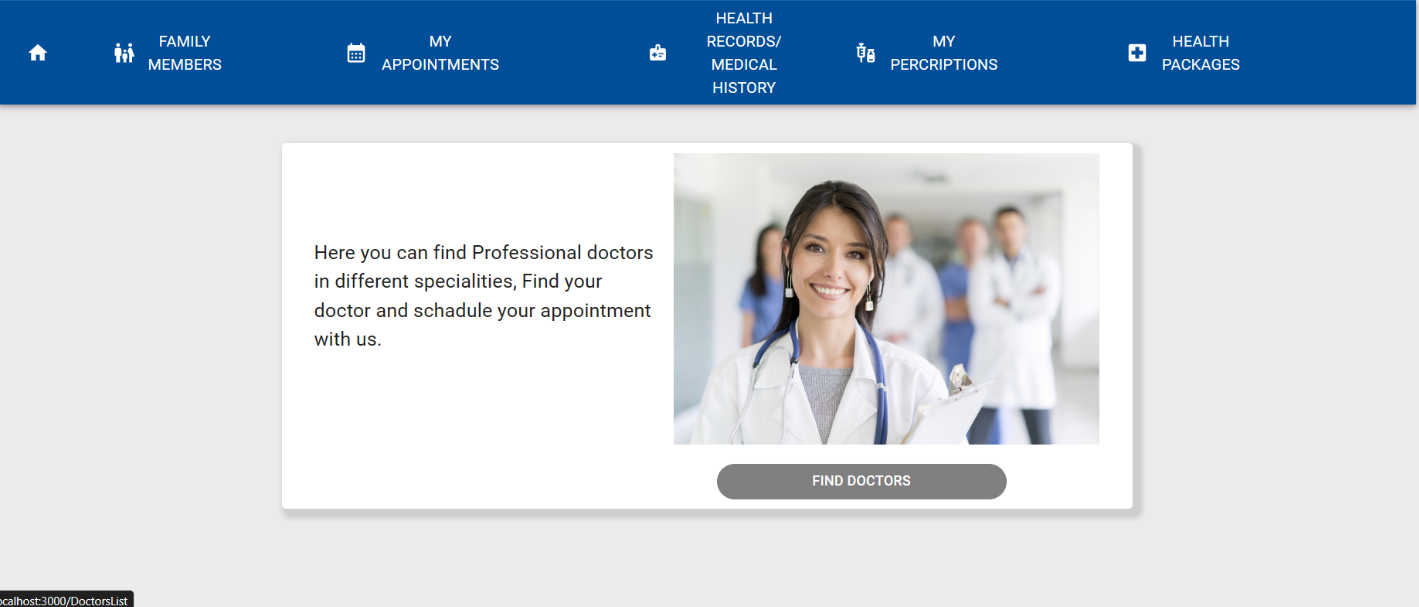 FAMILY
MEMBERS
MY
APPOINTMENTS
HEALTH
RECORDS/
MEDICAL
HISTORY
MY
PERCRIPTIONS
HEALTH
PACKAGES
Here you can find Professional doctors
in different specialities, Find your
doctor and schadule your appointment
with us.
FIND DOCTORS
ocalhost:3000/DoctorsList